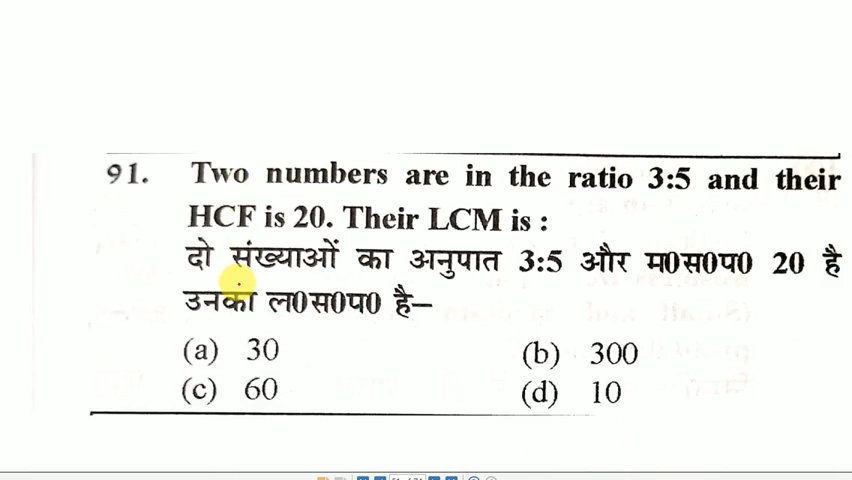 91. Two numbers are in the ratio 3:5 and their
HCF is 20. Their LCM is :
दो संख्याओं का अनुपात 3:5 और म0स0प0 20 है
उनका ल0स0प0 है–
(a) 30 (b) 300
(c) 60 (d) 10